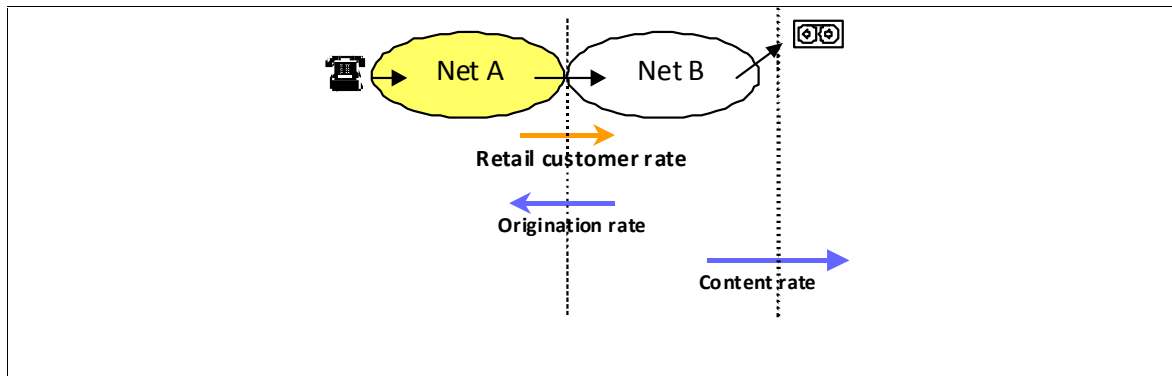 Net A
Net B
Retail customer rate
Origination rate
Content rate